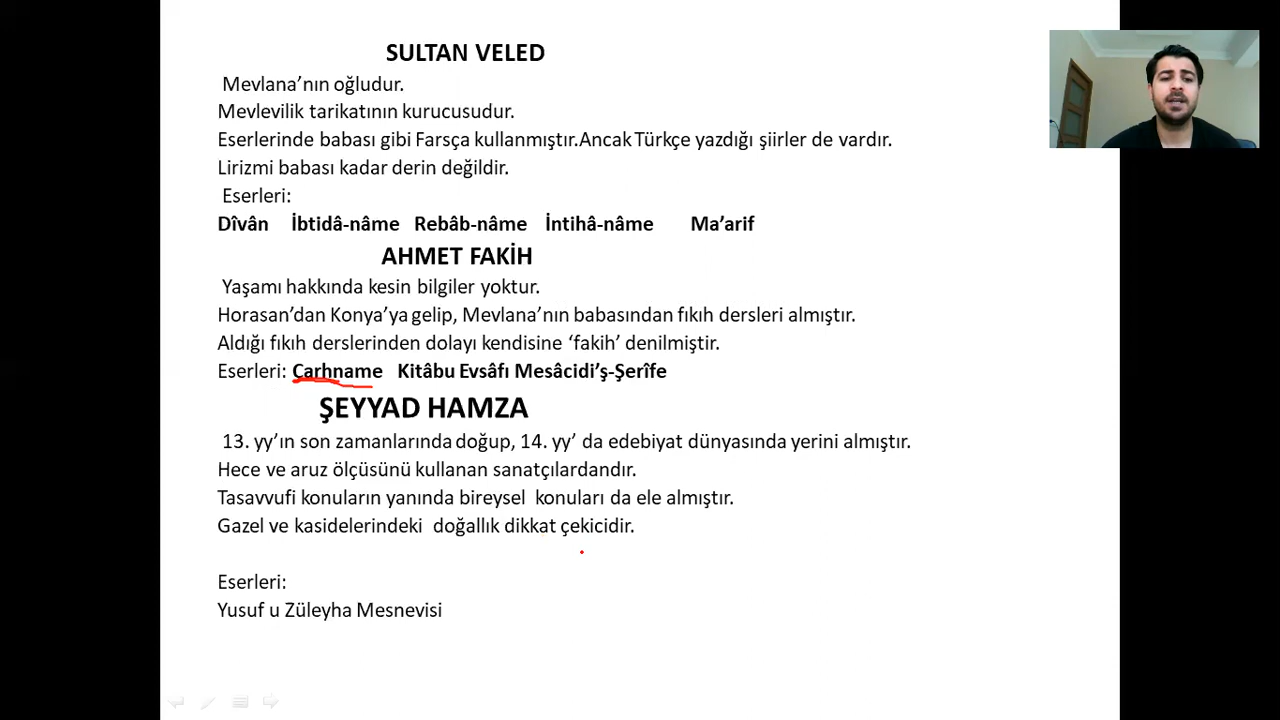 SULTAN VELED
Mevlana’nın oğludur.
Mevlevilik tarikatının kurucusudur.
Eserlerinde babası gibi Farsça kullanmıştır.Ancak Türkçe yazdığı şiirler de vardır.
Lirizmi babası kadar derin değildir.
Eserleri:
Dîvân İbtidâ-nâme Rebâb-nâme İntihâ-nâme Ma’arif
AHMET FAKİH
Yaşamı hakkında kesin bilgiler yoktur.
Horasan’dan Konya’ya gelip, Mevlana’nın babasından fıkıh dersleri almıştır.
Aldığı fıkıh derslerinden dolayı kendisine ‘fakih’ denilmiştir.
Eserleri: Çarhname Kitâbu Evsâfı Mesâcidi’ş-Şerîfe
ŞEYYAD HAMZA
13. yy’ın son zamanlarında doğup, 14. yy’ da edebiyat dünyasında yerini almıştır.
Hece ve aruz ölçüsünü kullanan sanatçılardandır.
Tasavvufi konuların yanında bireysel konuları da ele almıştır.
Gazel ve kasidelerindeki doğallık dikkat çekicidir.
Eserleri:
Yusuf u Züleyha Mesnevisi